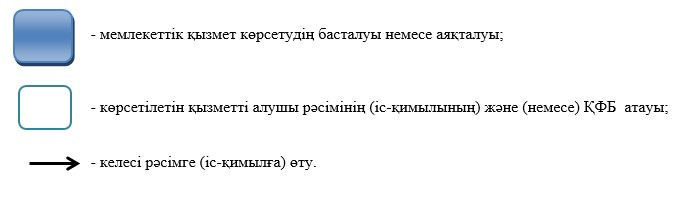 - мемлекеттік қызмет көрсетудің басталуы немесе аяқталуы;
- көрсетілетін қызметті алушы рәсімінің (іс-қимылының) және (немесе) ҚФБ атауы;
- келесі рәсімге (іс-қимылға) өту.